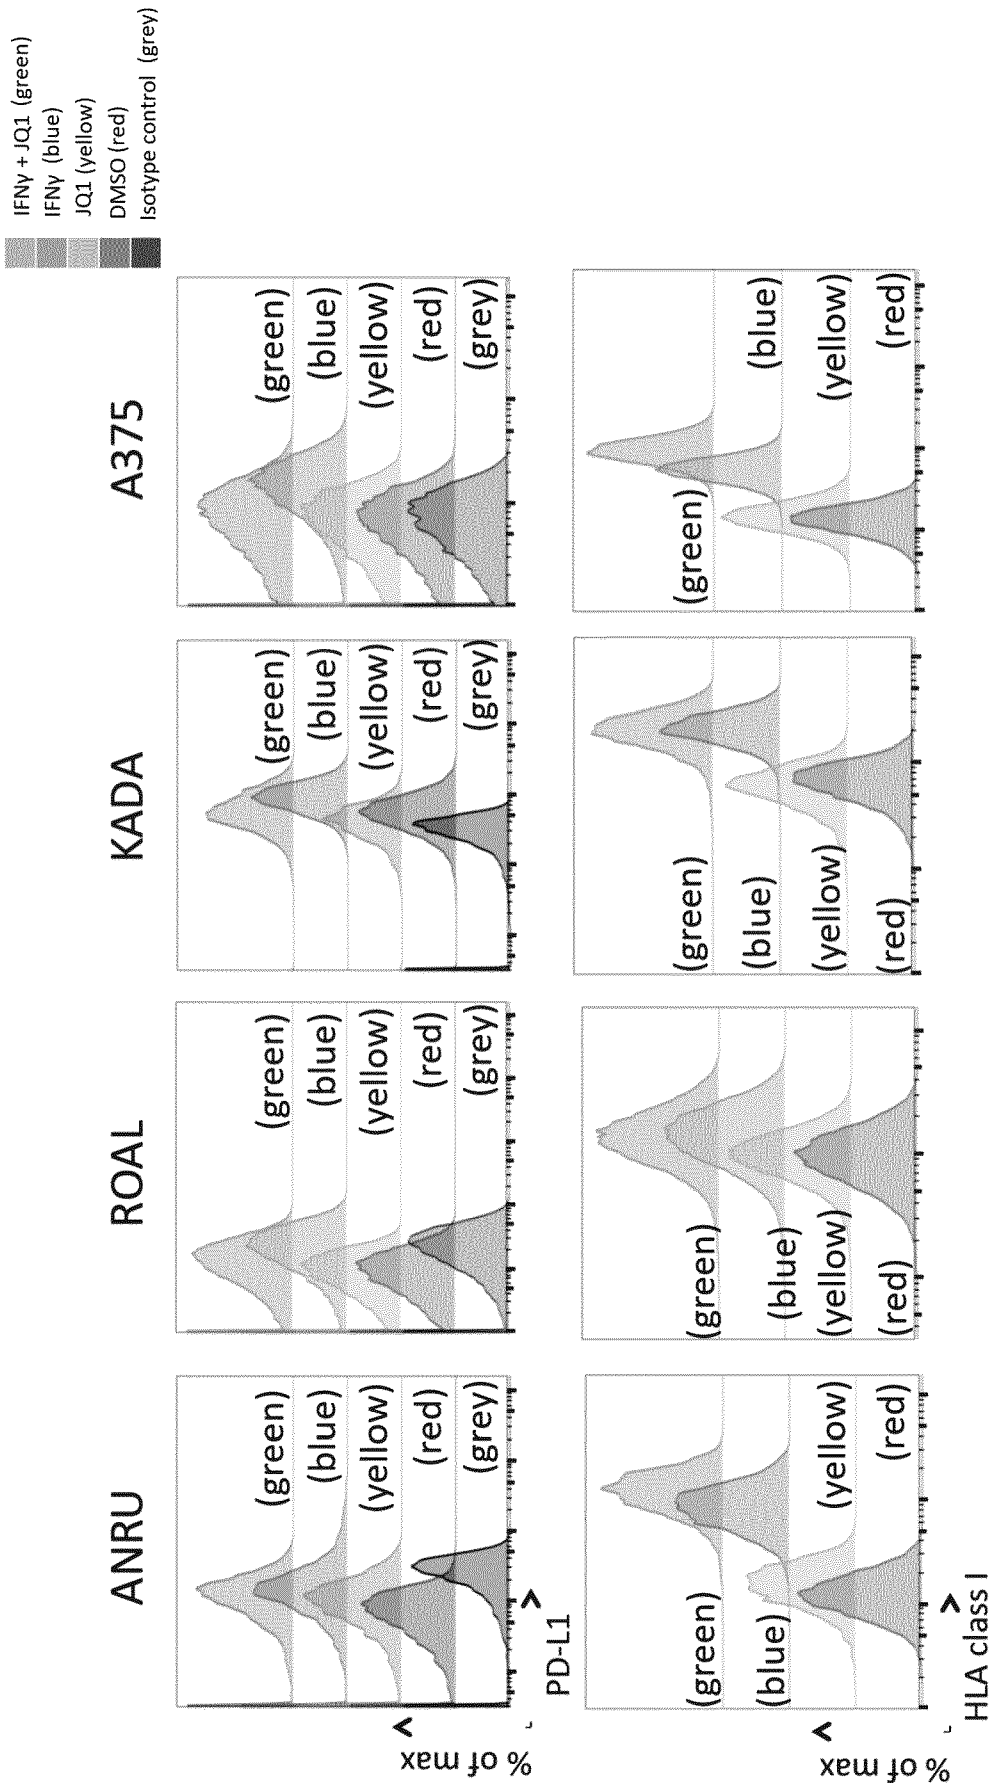 IFNγ + JQ1 (green)
IFNγ (blue)
JQ1 (yellow)
DMSO (red)
Isotype control (grey)
ANRU
ROAL
KADA
A375
(green)
(blue)
(yellow)
(red)
(grey)
(green)
(blue)
(yellow)
(red)
(grey)
(green)
(blue)
(yellow)
(red)
(grey)
(green)
(blue)
(yellow)
(red)
(grey)
% of max
PD-L1
(green)
(blue)
(yellow)
(red)
(green)
(blue)
(yellow)
(red)
(green)
(blue)
(yellow)
(red)
(green)
(blue)
(yellow)
(red)
% of max
HLA class I